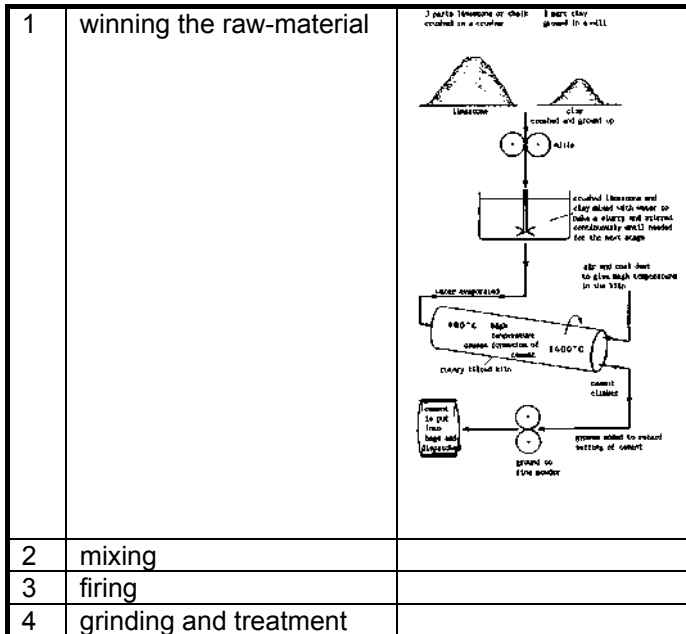 1 winning the raw-material
3 parts limestone or chalk
crushed in a crusher
1 part clay
ground in a mill
limestone
clay
crushed and ground up
mills
crushed limestone and
clay mixed with water to
make a slurry and stirred
continuously until needed
for the next stage
air and coal dust
to give high temperature
in the kiln
water evaporated
high
temperature
causes formation of
cement
1400°C
rotary kiln
cement
clinker
cement
is put
into
bags and
dispatched
gypsum added to retard
setting of cement
ground to
fine powder
2 mixing
3 firing
4 grinding and treatment